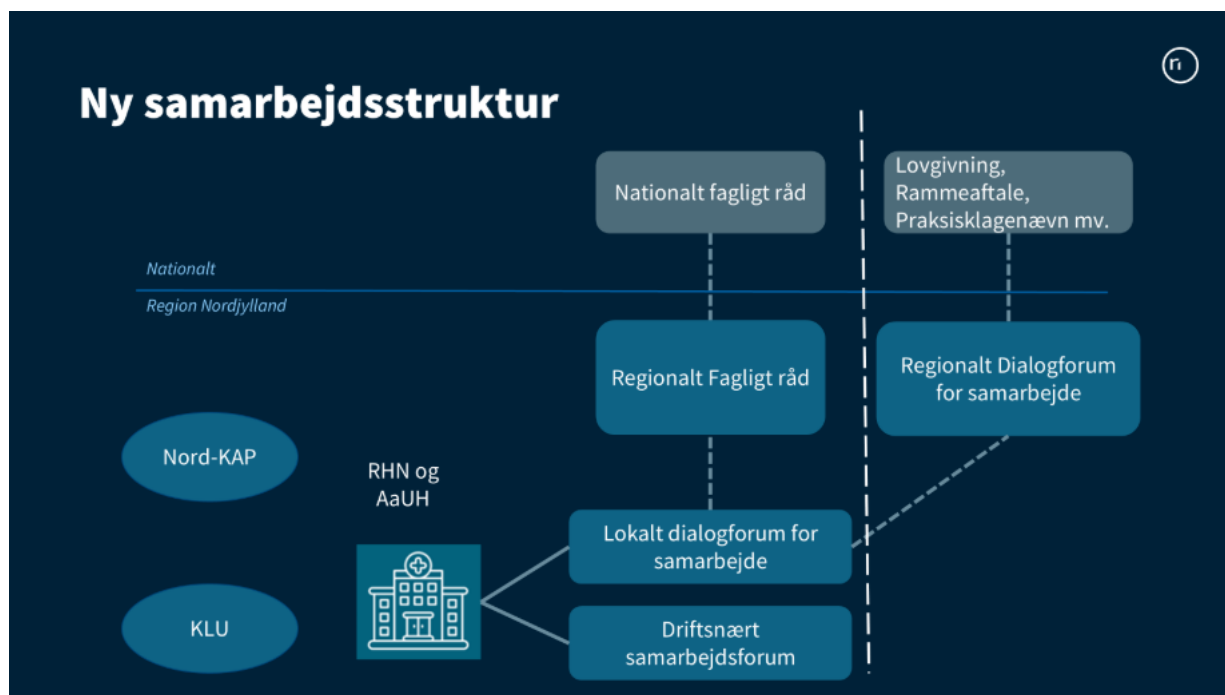 Ny samarbejdsstruktur
Nationalt fagligt råd
Lovgivning,
Rammeaftale,
Praksisklagenævn mv.
Nationalt
Region Nordjylland
Regionalt Fagligt råd
Regionalt Dialogforum
for samarbejde
Nord-KAP
RHN og
AaUH
Lokalt dialogforum for
samarbejde
KLU
Driftsnært
samarbejdsforum